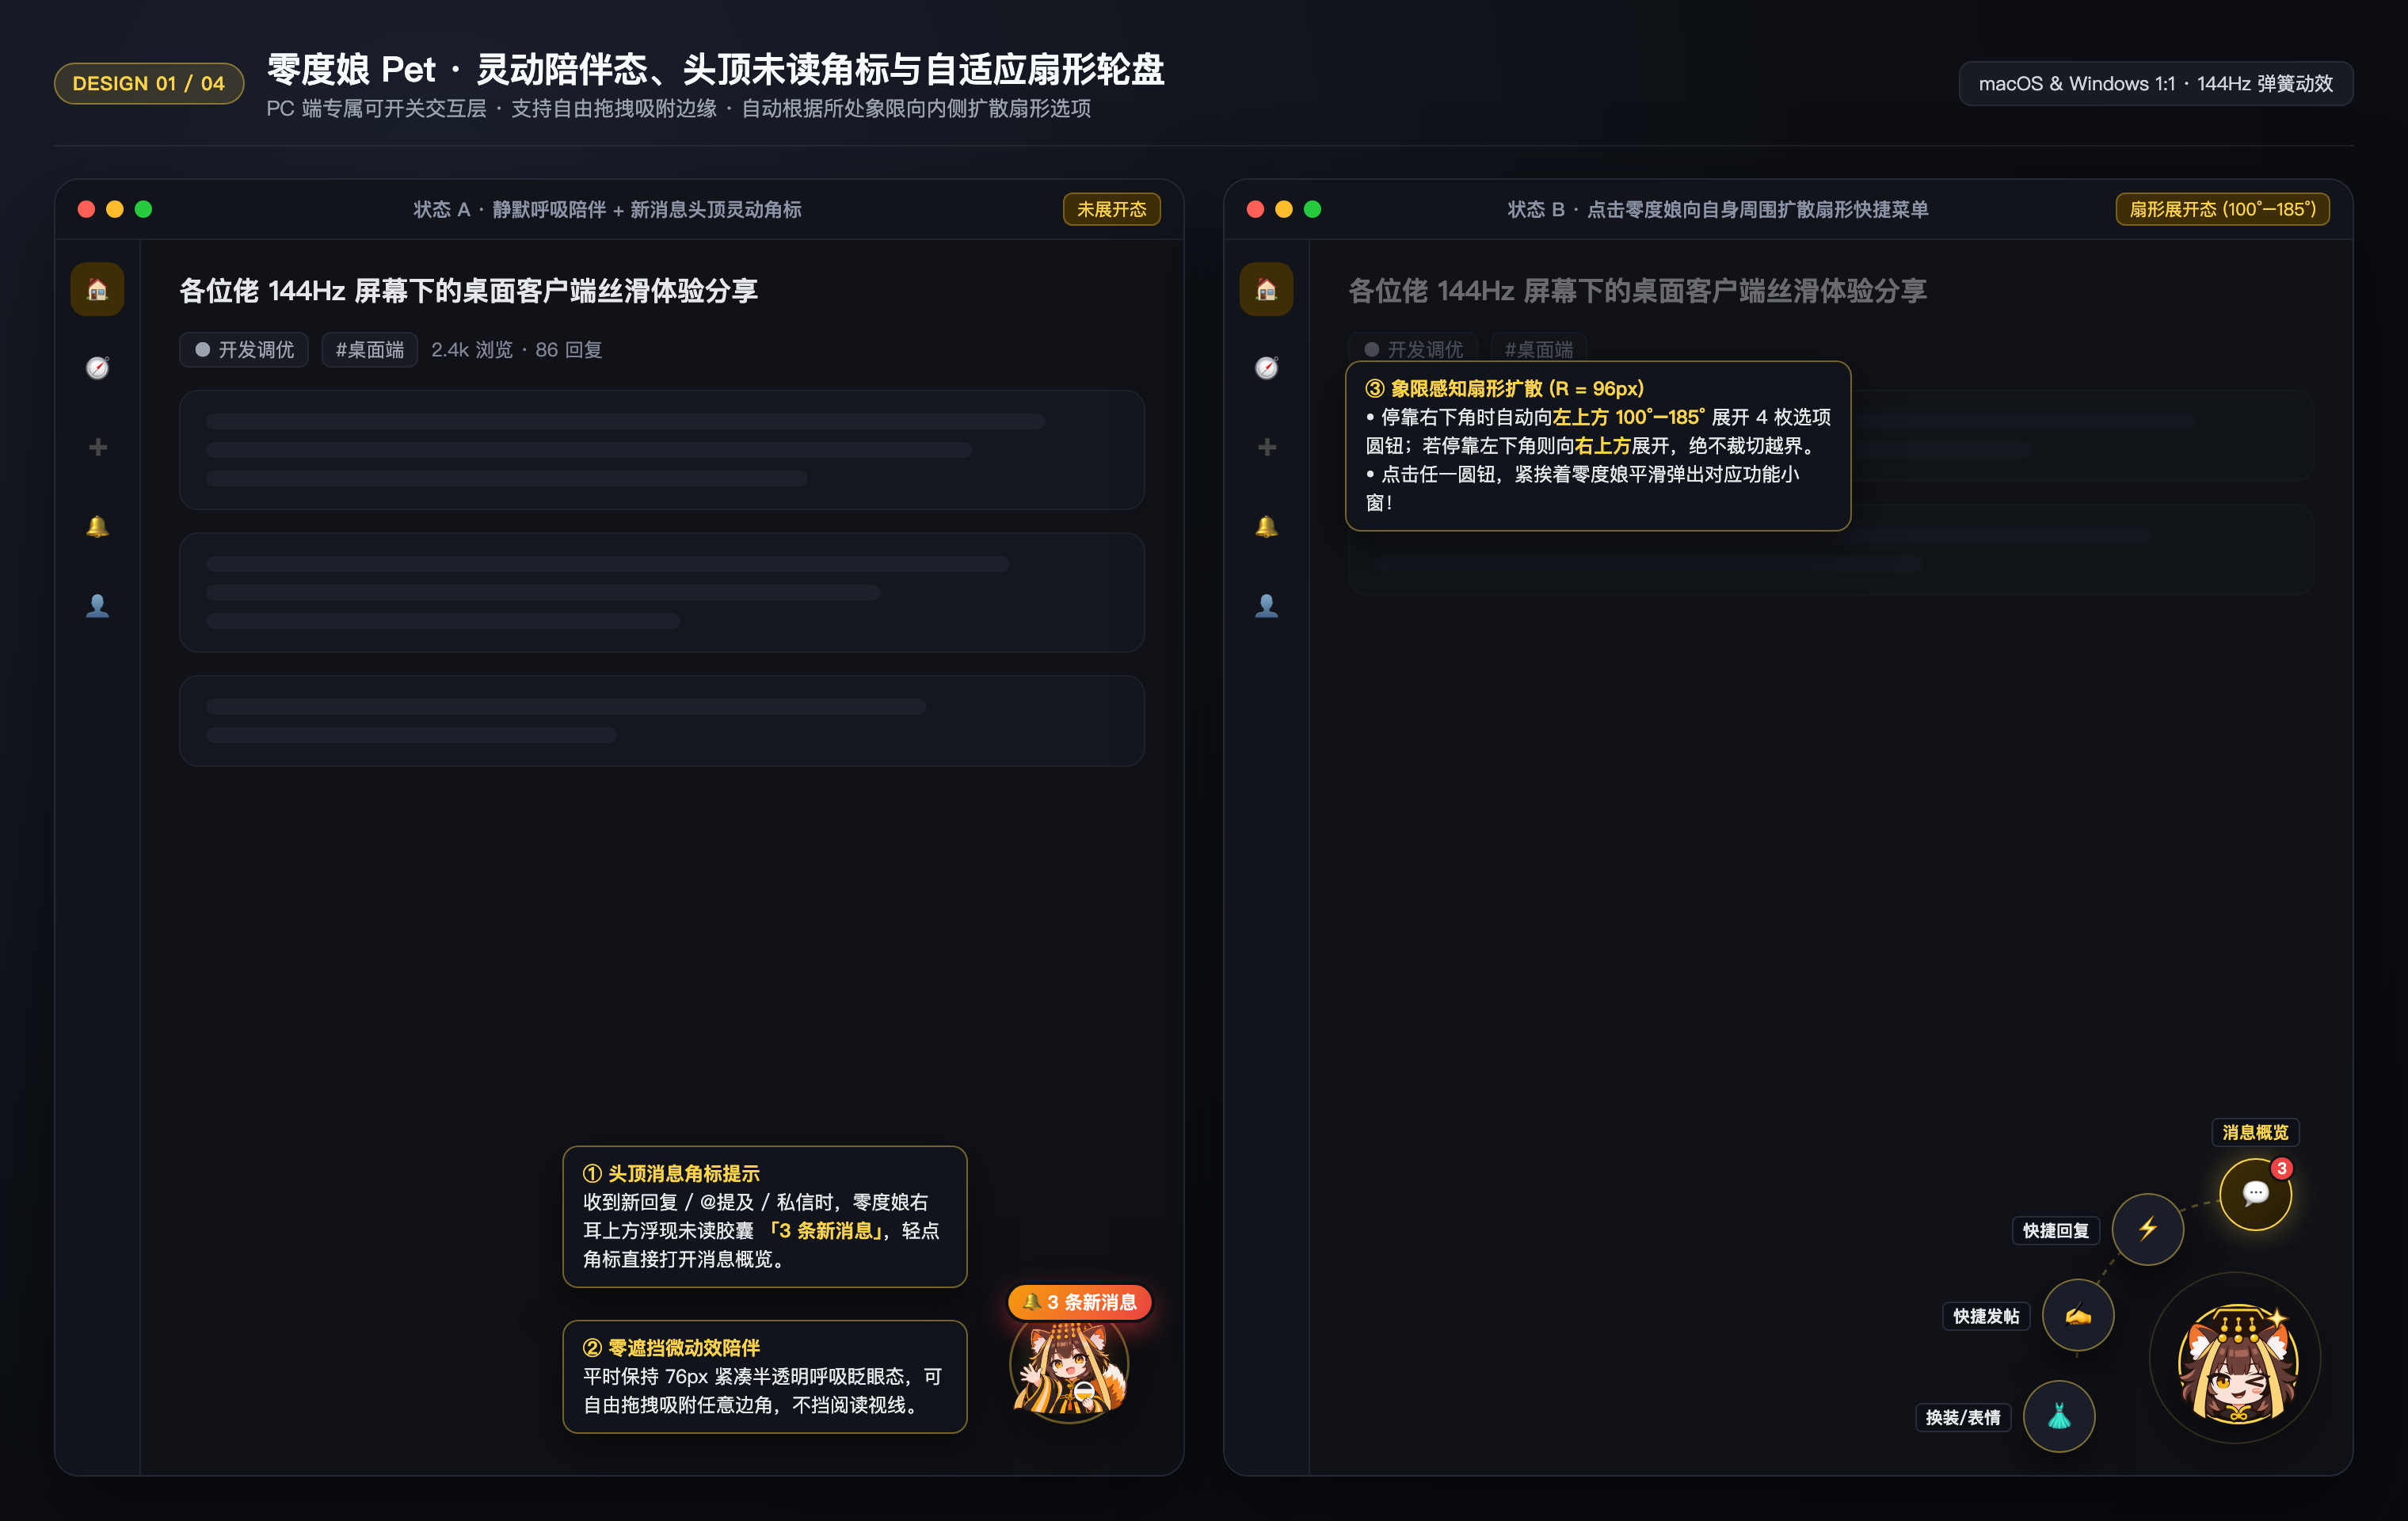 DESIGN 01 / 04
零度娘 Pet · 灵动陪伴态、头顶未读角标与自适应扇形轮盘
PC 端专属可开关交互层 · 支持自由拖拽吸附边缘 · 自动根据所处象限向内侧扩散扇形选项
macOS & Windows 1:1 · 144Hz 弹簧动效
状态 A · 静默呼吸陪伴 + 新消息头顶灵动角标
未展开态
各位佬 144Hz 屏幕下的桌面客户端丝滑体验分享
开发调优
#桌面端
2.4k 浏览 · 86 回复
① 头顶消息角标提示
收到新回复 / @提及 / 私信时，零度娘右
耳上方浮现未读胶囊 「3 条新消息」，轻点
角标直接打开消息概览。
3 条新消息
② 零遮挡微动效陪伴
平时保持 76px 紧凑半透明呼吸眨眼态，可
自由拖拽吸附任意边角，不挡阅读视线。
状态 B · 点击零度娘向自身周围扩散扇形快捷菜单
扇形展开态 (100°—185°)
各位佬 144Hz 屏幕下的桌面客户端丝滑体验分享
开发调优
#桌面端
③ 象限感知扇形扩散 (R = 96px)
• 停靠右下角时自动向左上方 100°—185° 展开 4 枚选项
圆钮；若停靠左下角则向右上方展开，绝不裁切越界。
• 点击任一圆钮，紧挨着零度娘平滑弹出对应功能小
窗！
消息概览
3
快捷回复
快捷发帖
换装/表情